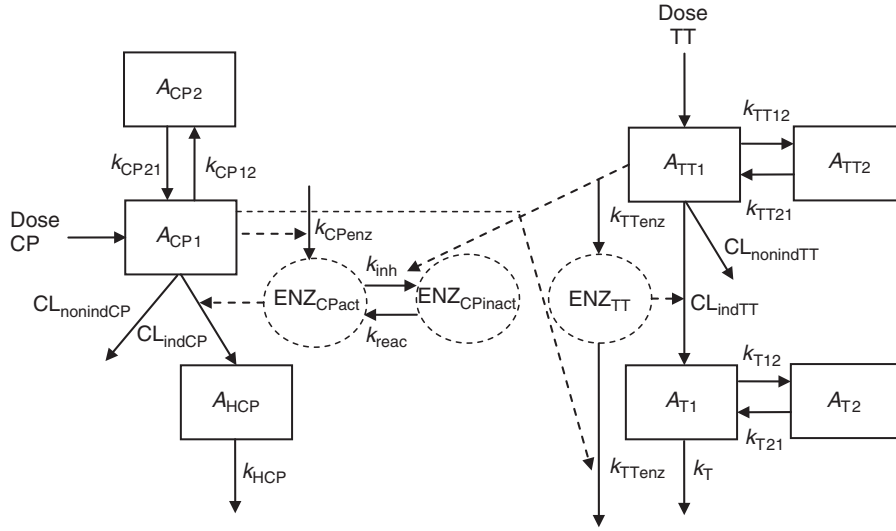 Dose
TT
A_CP2
k_CP21
k_CP12
Dose
CP
A_CP1
k_CPenz
CL_nonindCP
CL_indCP
ENZ_CPact
k_inh
k_reac
ENZ_CPinact
A_HCP
k_HCP
A_TT1
k_TT12
k_TT21
A_TT2
k_TTenz
CL_nonindTT
ENZ_TT
CL_indTT
A_T1
k_T12
k_T21
A_T2
k_TTenz
k_T